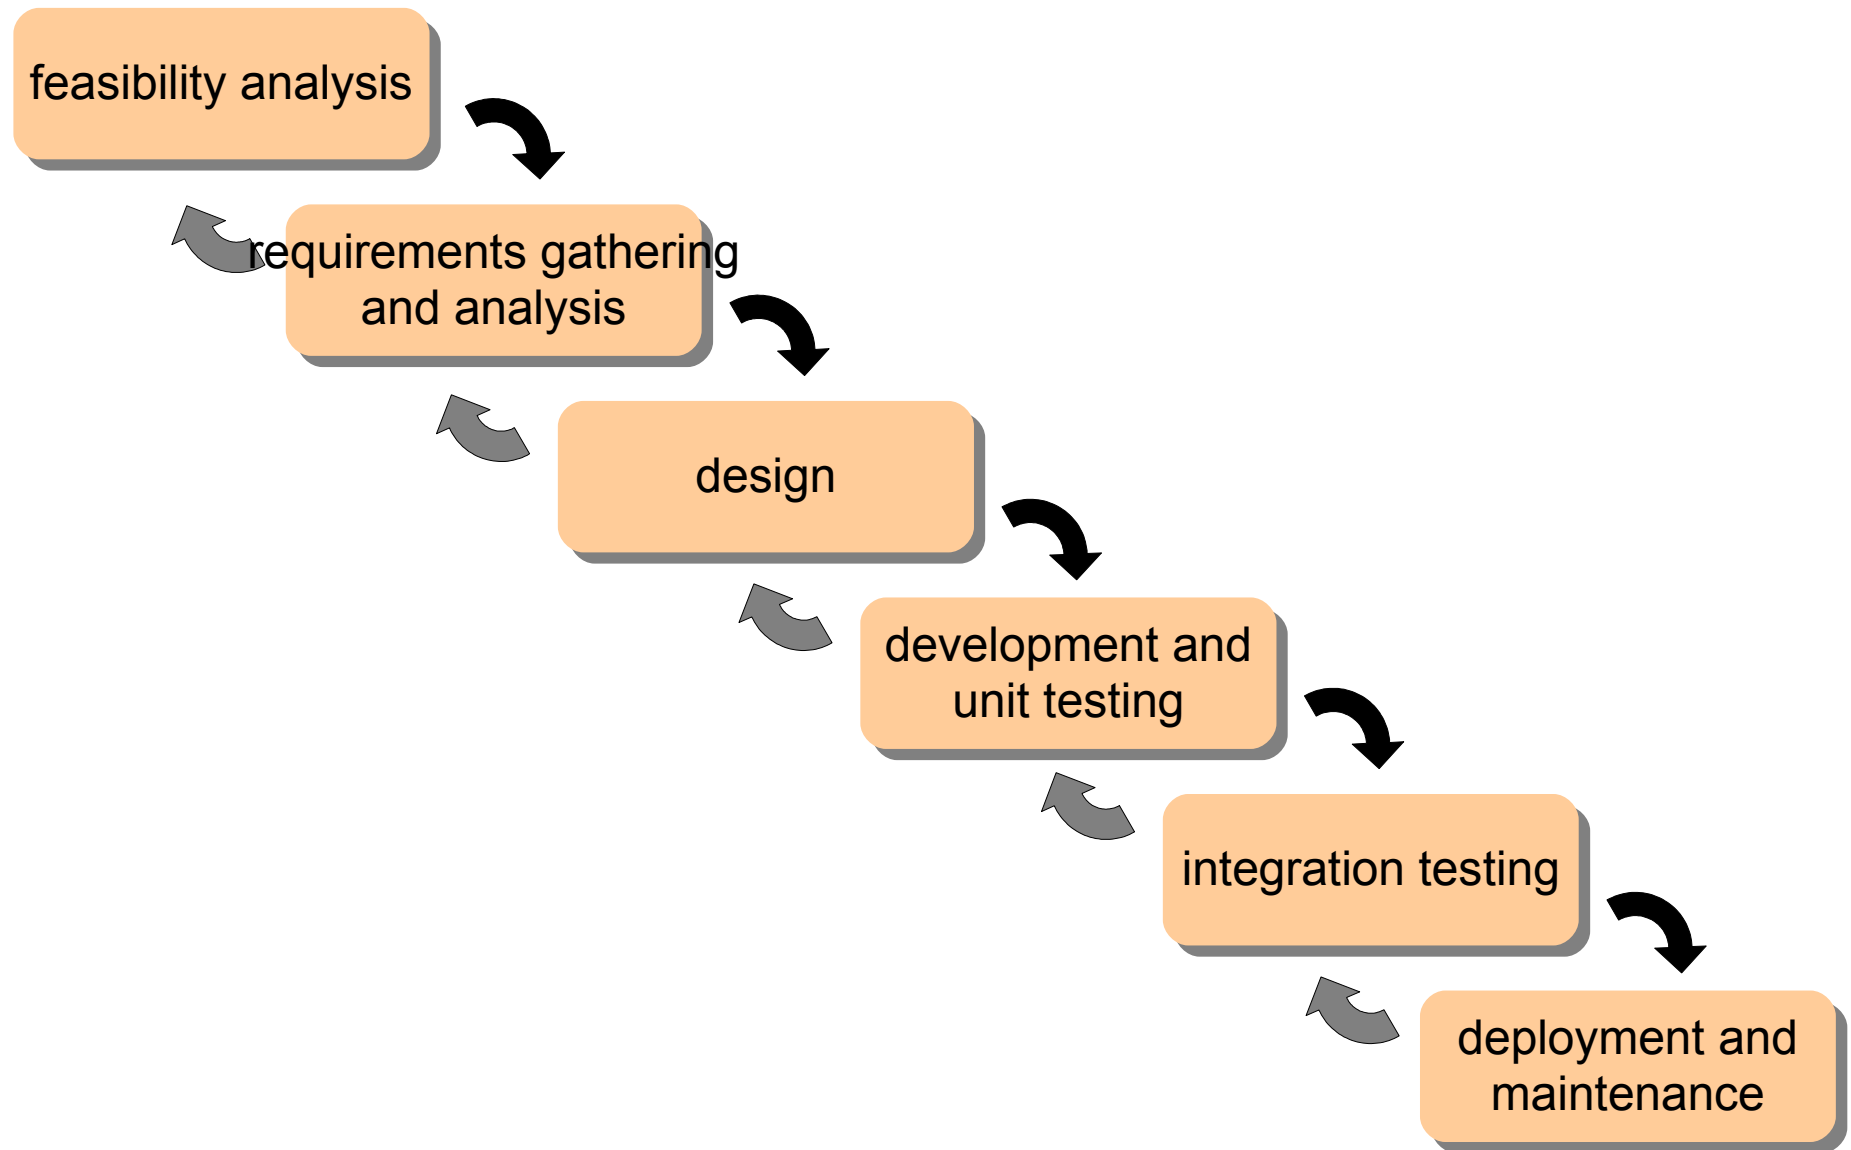 feasibility analysis
requirements gathering
and analysis
design
development and
unit testing
integration testing
deployment and
maintenance